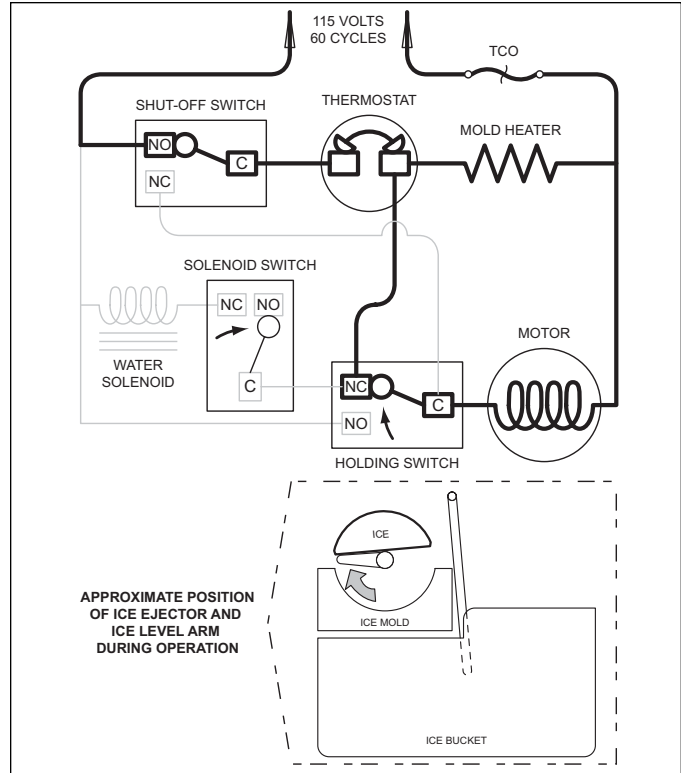 115 VOLTS
60 CYCLES
TCO
SHUT-OFF SWITCH
THERMOSTAT
MOLD HEATER
NO
C
NC
SOLENOID SWITCH
NC NO
MOTOR
WATER
SOLENOID
C
NC
C
NO
HOLDING SWITCH
ICE
APPROXIMATE POSITION
OF ICE EJECTOR AND
ICE LEVEL ARM
DURING OPERATION
ICE MOLD
ICE BUCKET